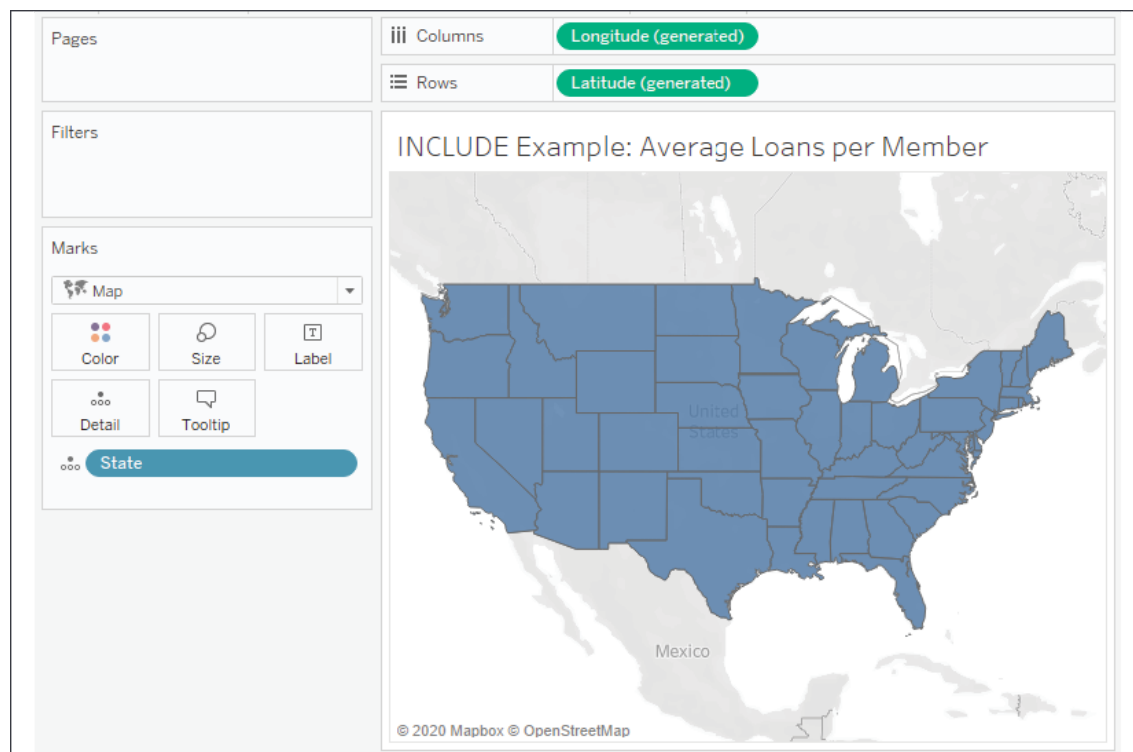 Pages
Columns
Longitude (generated)
Rows
Latitude (generated)
Filters
INCLUDE Example: Average Loans per Member
Marks
Map
Color
Size
T
Label
Detail
Tooltip
State
United
States
Mexico
© 2020 Mapbox © OpenStreetMap